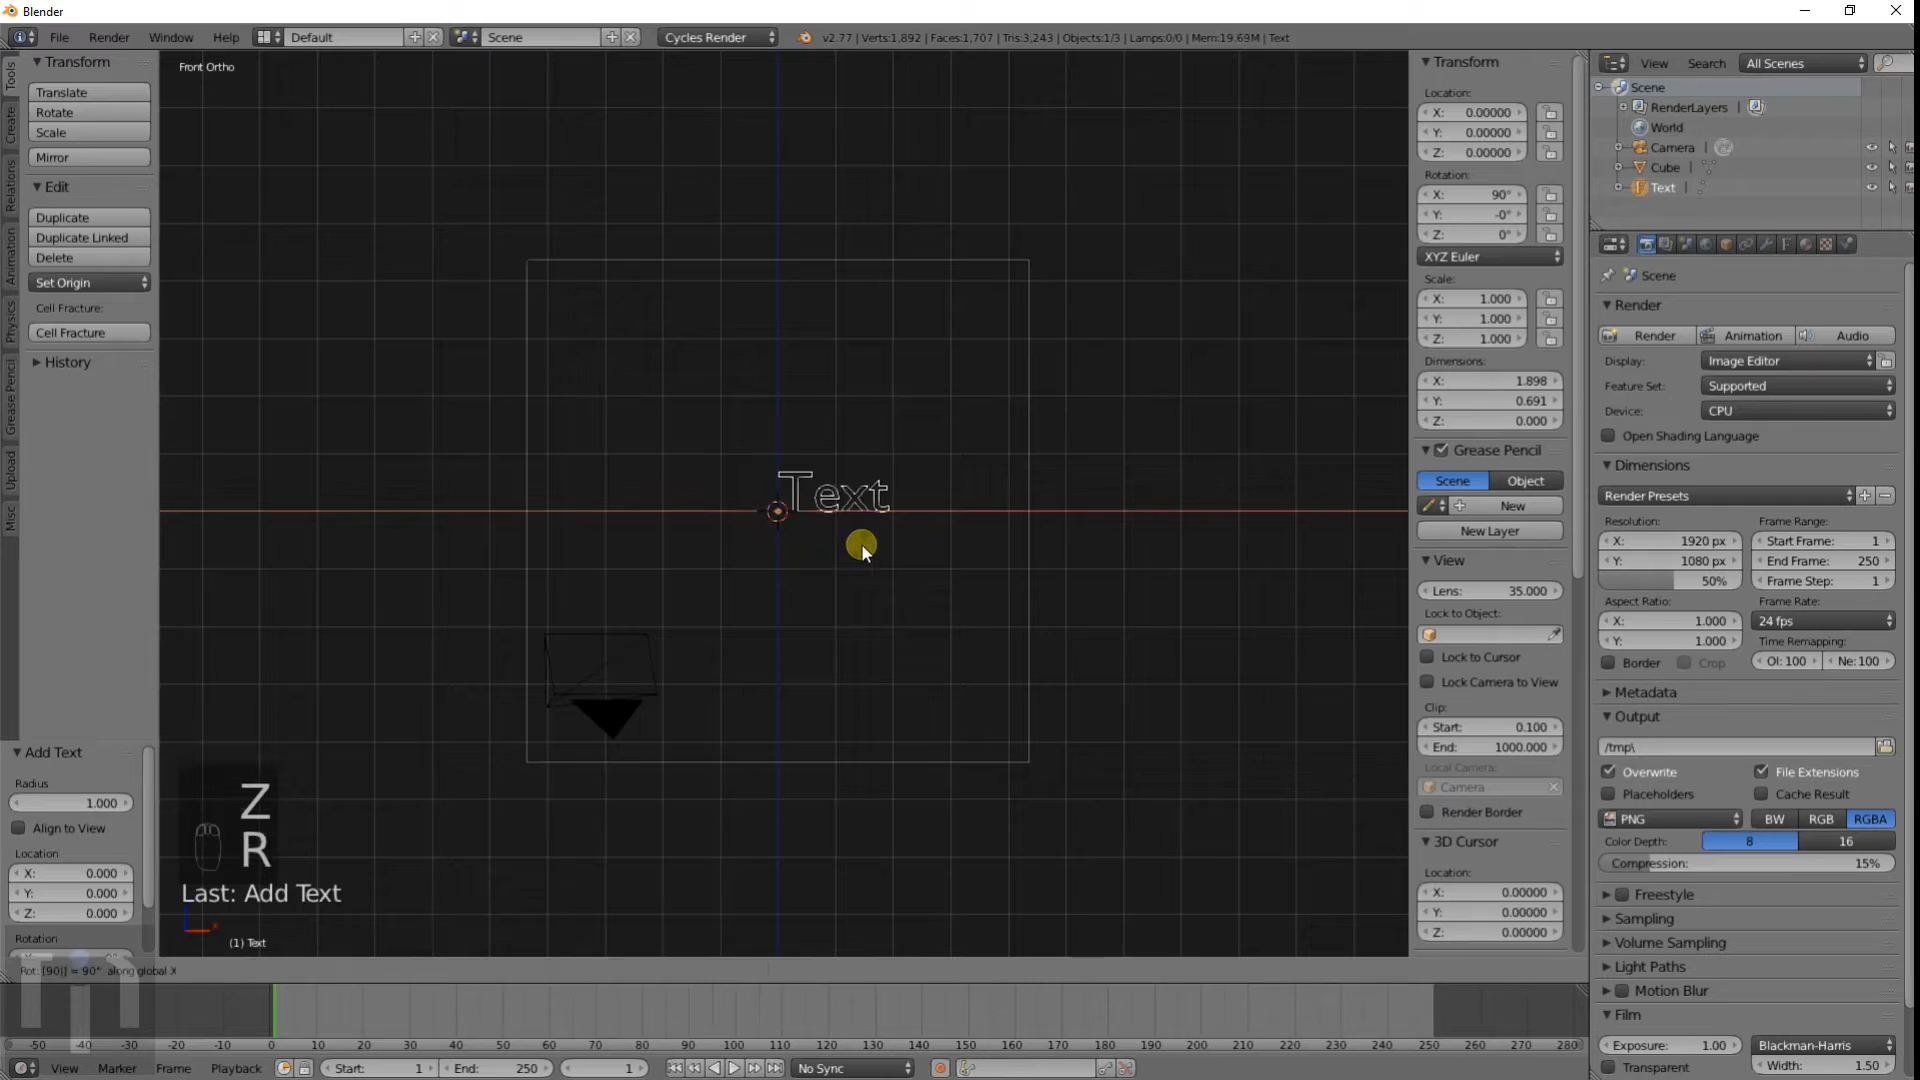 Blender
File Render Window Help Default Scene Cycles Render v2.77 | Verts:1,892 | Faces:1,707 | Tris:3,243 | Objects:1/3 | Lamps:0/0 | Mem:19.69M | Text
Tools
Create
Relations
Animation
Physics
Grease Pencil
Upload
Misc
Transform
Translate
Rotate
Scale
Mirror
Edit
Duplicate
Duplicate Linked
Delete
Set Origin
Cell Fracture:
Cell Fracture
History
Add Text
Radius
1.000
Align to View
Location
X: 0.000
Y: 0.000
Z: 0.000
Rotation
Front Ortho
Text
Z
R
Last: Add Text
(1) Text
Rot: [90|] = 90° along global X
Transform
Location:
X: 0.00000
Y: 0.00000
Z: 0.00000
Rotation:
X: 90°
Y: -0°
Z: 0°
XYZ Euler
Scale:
X: 1.000
Y: 1.000
Z: 1.000
Dimensions:
X: 1.898
Y: 0.691
Z: 0.000
Grease Pencil
Scene Object
New
New Layer
View
Lens: 35.000
Lock to Object:
Lock to Cursor
Lock Camera to View
Clip:
Start: 0.100
End: 1000.000
Local Camera:
Camera
Render Border
3D Cursor
Location:
X: 0.00000
Y: 0.00000
Z: 0.00000
View Search All Scenes
Scene
RenderLayers |
World
Camera
Cube
Text
Scene
Render
Render Animation Audio
Display: Image Editor
Feature Set: Supported
Device: CPU
Open Shading Language
Dimensions
Render Presets
Resolution: Frame Range:
X: 1920 px Start Frame: 1
Y: 1080 px End Frame: 250
50% Frame Step: 1
Aspect Ratio: Frame Rate:
X: 1.000 24 fps
Y: 1.000 Time Remapping:
Border Crop Ol: 100 Ne: 100
Metadata
Output
/tmp\
Overwrite File Extensions
Placeholders Cache Result
PNG BW RGB RGBA
Color Depth: 8 16
Compression: 15%
Freestyle
Sampling
Volume Sampling
Light Paths
Motion Blur
Film
Exposure: 1.00 Blackman-Harris
Transparent Width: 1.50
-50 -40 -30 -20 -10 0 10 20 30 40 50 60 70 80 90 100 110 120 130 140 150 160 170 180 190 200 210 220 230 240 250 260 270 280
View Marker Frame Playback Start: 1 End: 250 1 No Sync